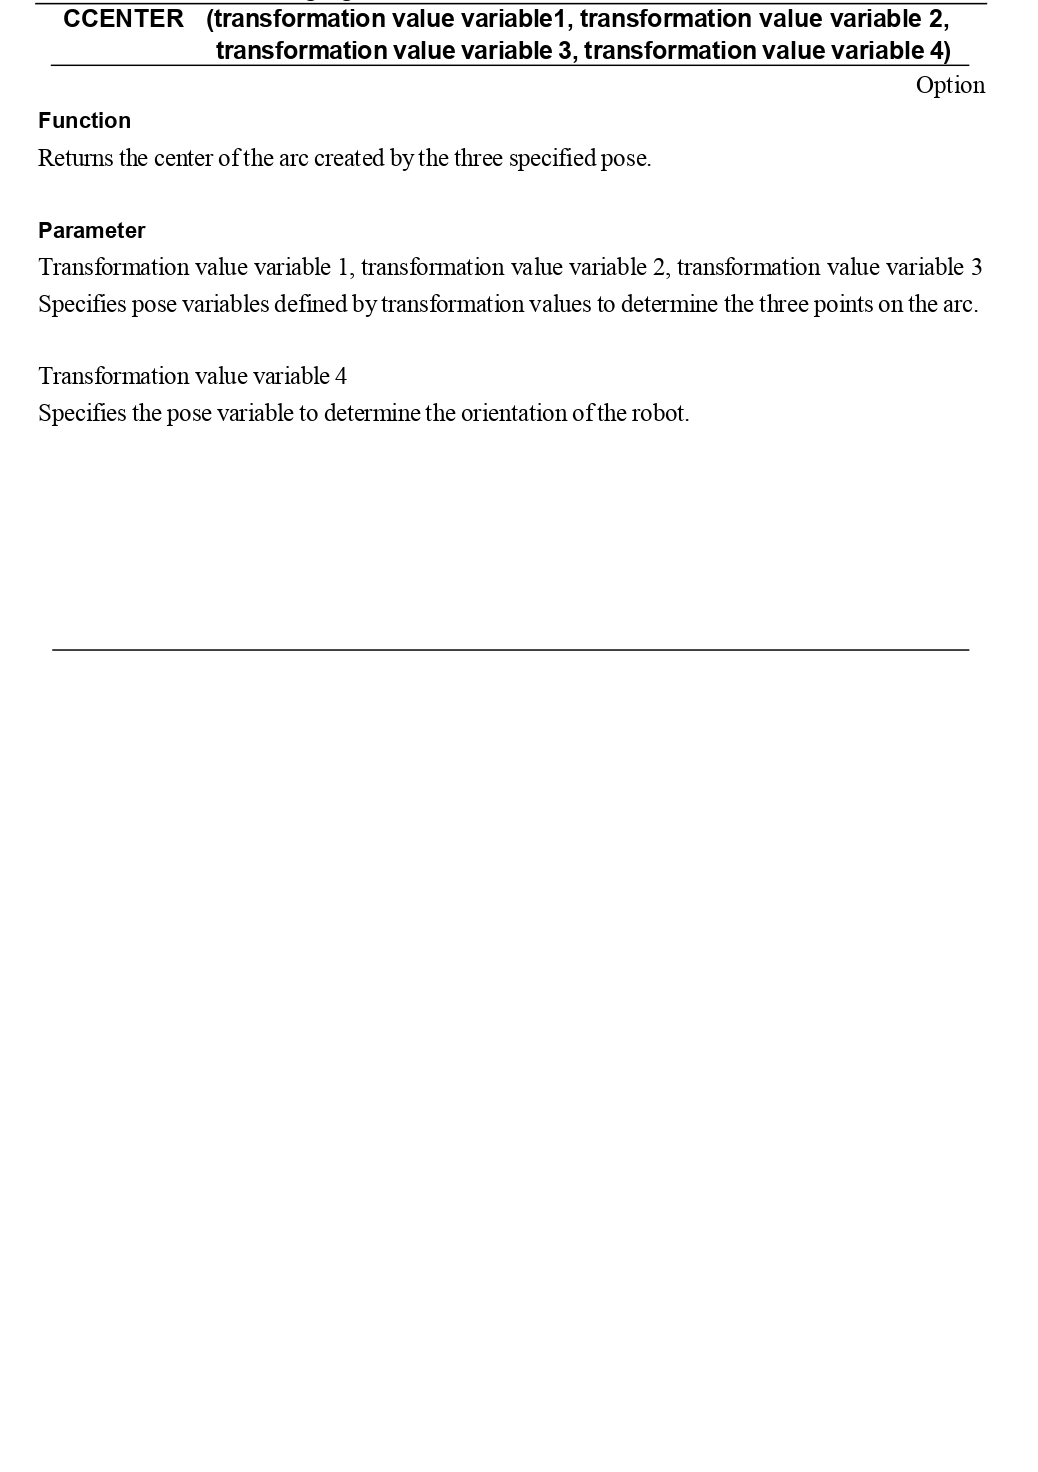 CCENTER (transformation value variable1, transformation value variable 2,
transformation value variable 3, transformation value variable 4)
Option
Function
Returns the center of the arc created by the three specified pose.
Parameter
Transformation value variable 1, transformation value variable 2, transformation value variable 3
Specifies pose variables defined by transformation values to determine the three points on the arc.
Transformation value variable 4
Specifies the pose variable to determine the orientation of the robot.